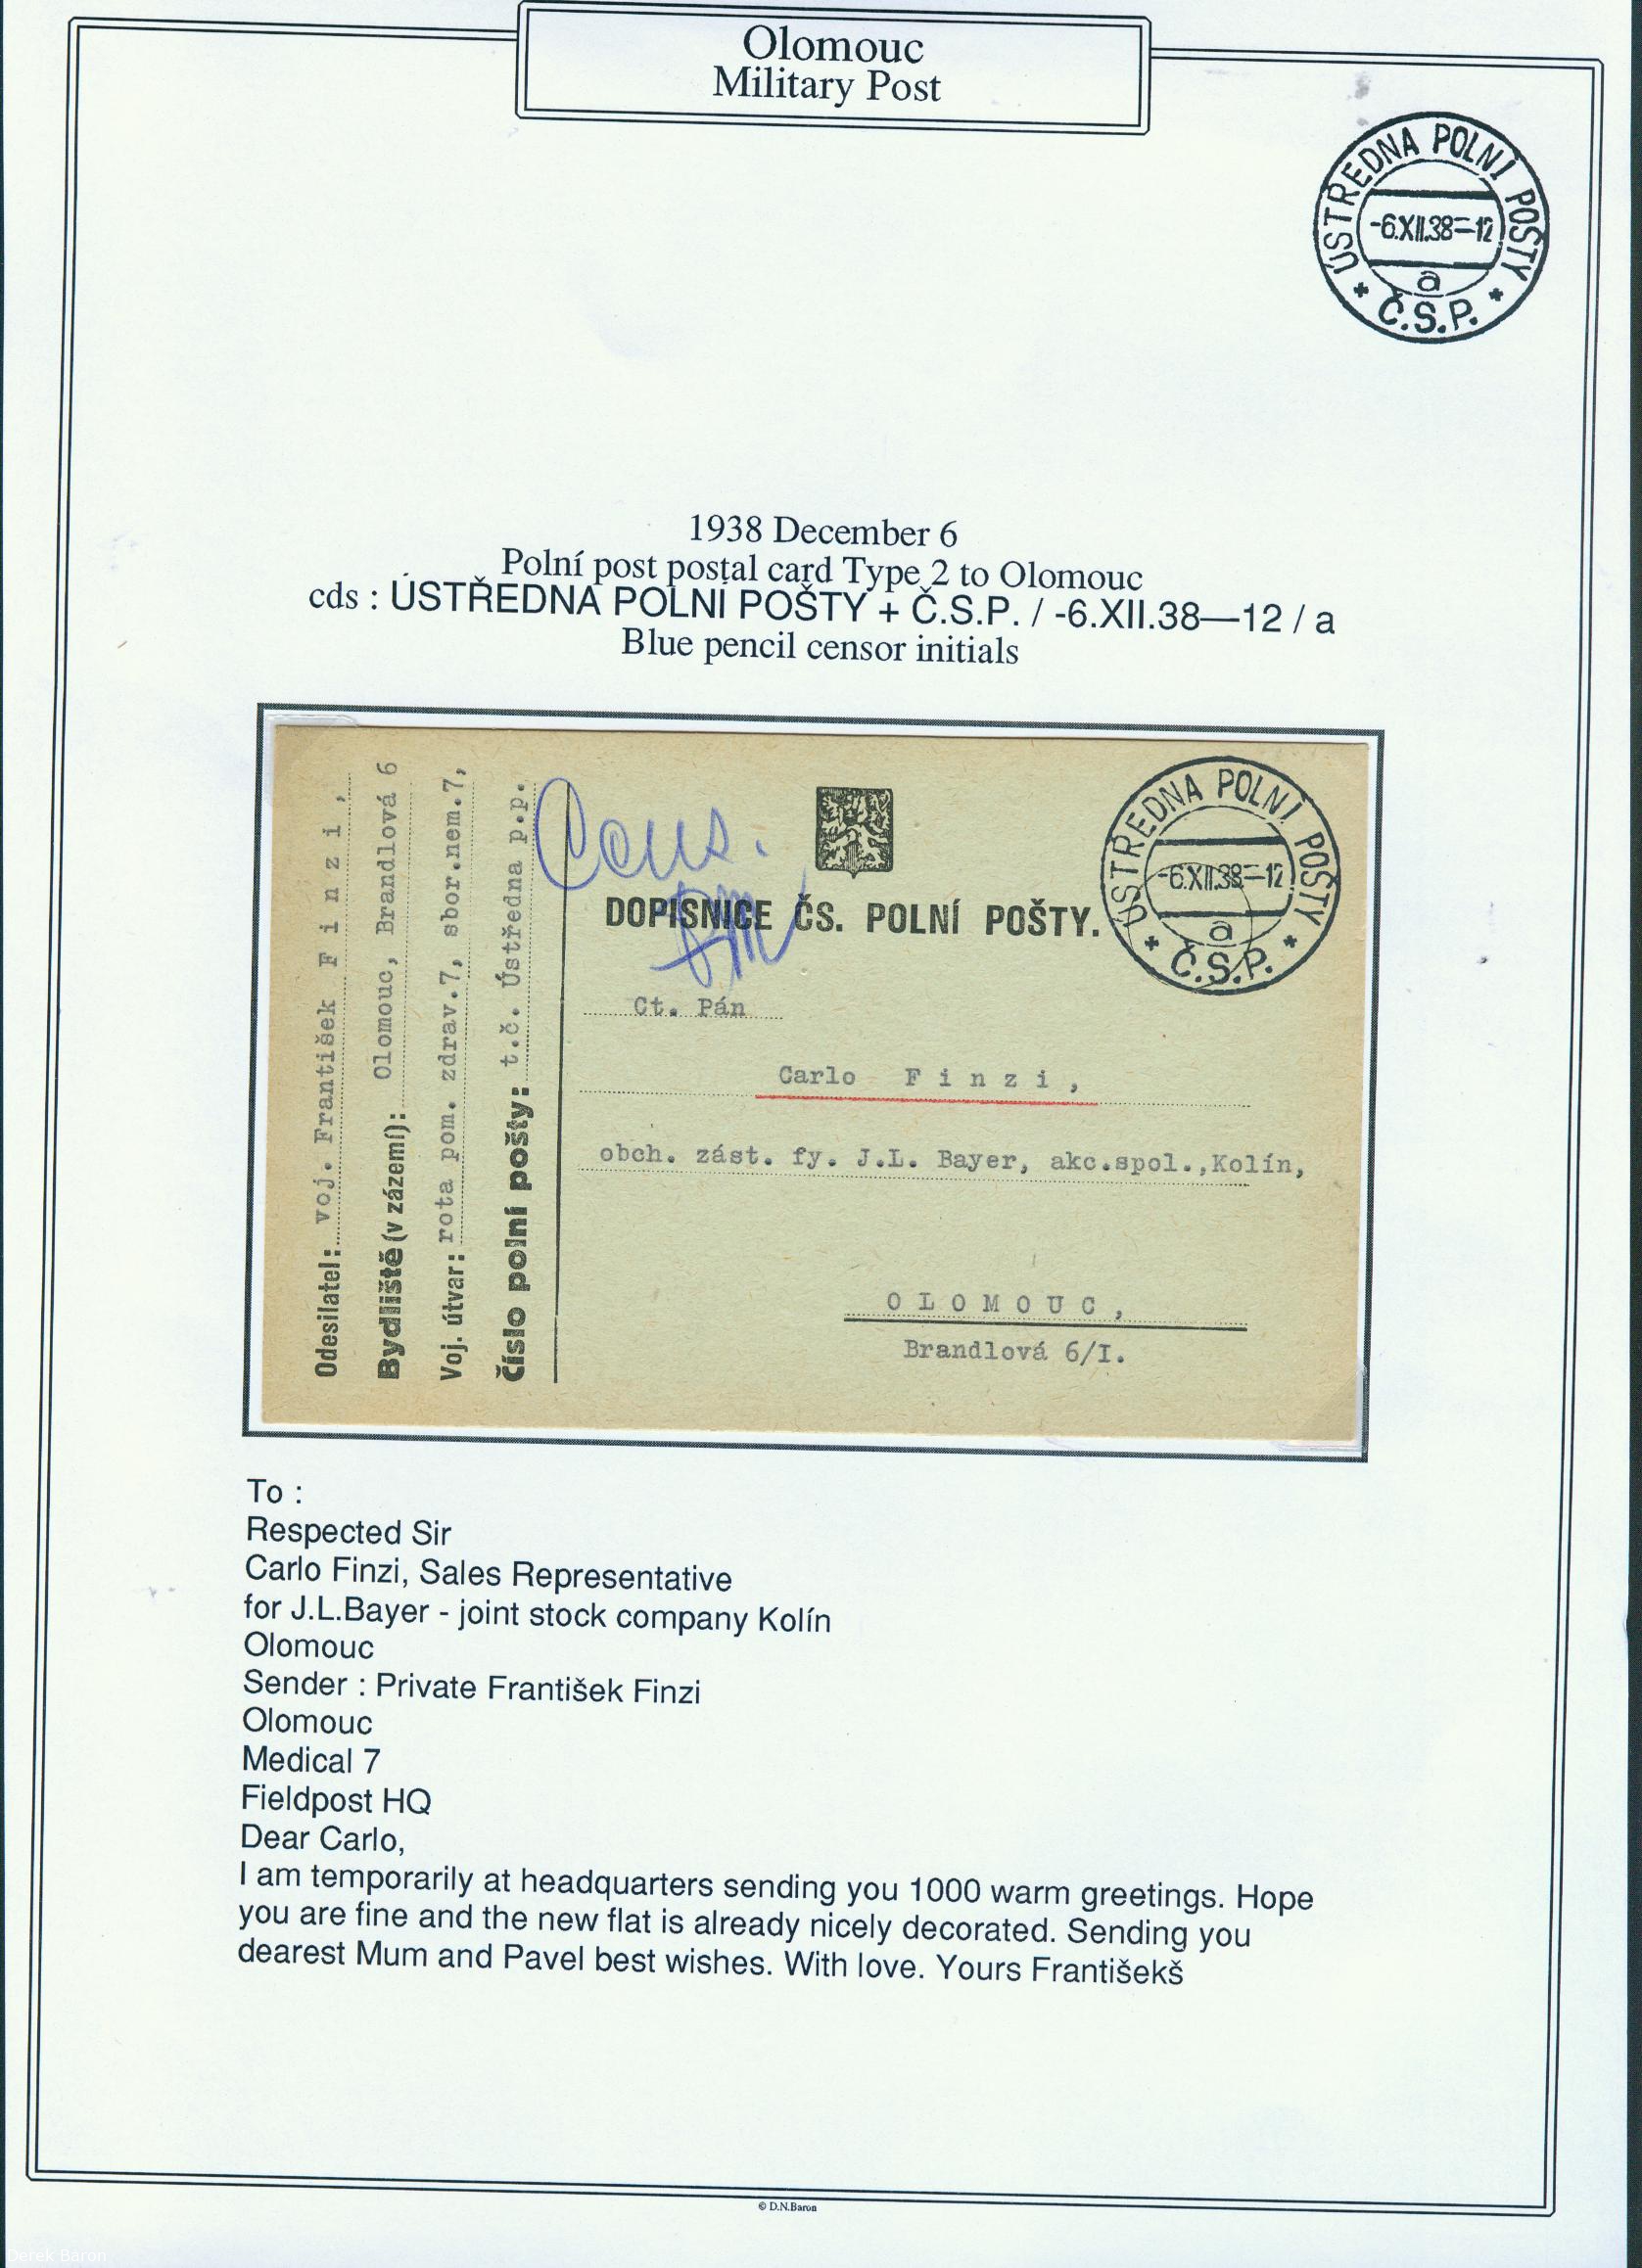 Olomouc
Military Post
ÚSTŘEDNA POLNÍ POŠTY
-6.XII.38-12
a
* Č.S.P. *
1938 December 6
Polní post postal card Type 2 to Olomouc
cds : ÚSTŘEDNA POLNÍ POŠTY + Č.S.P. / -6.XII.38—12 / a
Blue pencil censor initials
Odesilatel: voj. František F i n z i ,
Bydliště (v zázemí): Olomouc, Brandlová 6
Voj. útvar: rota pom. zdrav.7, sbor.nem.7,
Číslo polní pošty: t.č. Ústředna p.p.
Cens.
DOPISNICE ČS. POLNÍ POŠTY.
ÚSTŘEDNA POLNÍ POŠTY
-6.XII.38-12
a
* Č.S.P. *
Ct. Pán
Carlo F i n z i ,
obch. zást. fy. J.L. Bayer, akc.spol.,Kolín,
O L O M O U C ,
Brandlová 6/I.
To :
Respected Sir
Carlo Finzi, Sales Representative
for J.L.Bayer - joint stock company Kolín
Olomouc
Sender : Private František Finzi
Olomouc
Medical 7
Fieldpost HQ
Dear Carlo,
I am temporarily at headquarters sending you 1000 warm greetings. Hope
you are fine and the new flat is already nicely decorated. Sending you
dearest Mum and Pavel best wishes. With love. Yours Františekš
© D.N.Baron
Derek Baron